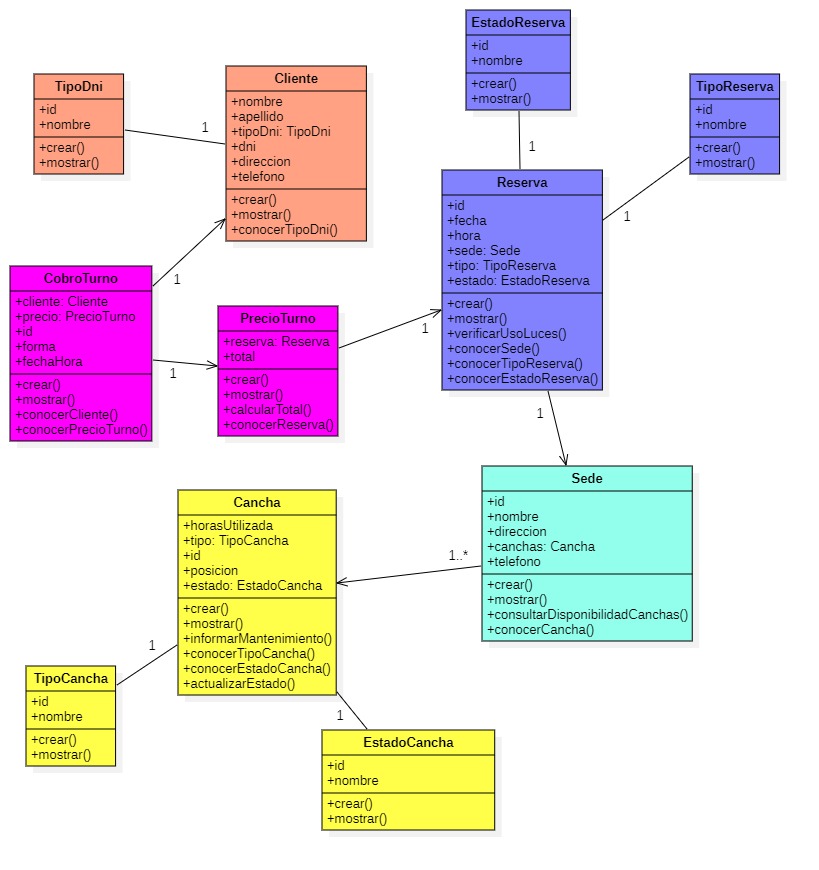 EstadoReserva
+id
+nombre
+crear()
+mostrar()
TipoDni
+id
+nombre
+crear()
+mostrar()
1
Cliente
+nombre
+apellido
+tipoDni: TipoDni
+dni
+direccion
+telefono
+crear()
+mostrar()
+conocerTipoDni()
TipoReserva
+id
+nombre
+crear()
+mostrar()
1
1
Reserva
+id
+fecha
+hora
+sede: Sede
+tipo: TipoReserva
+estado: EstadoReserva
+crear()
+mostrar()
+verificarUsoLuces()
+conocerSede()
+conocerTipoReserva()
+conocerEstadoReserva()
CobroTurno
+cliente: Cliente
+precio: PrecioTurno
+id
+forma
+fechaHora
+crear()
+mostrar()
+conocerCliente()
+conocerPrecioTurno()
1
1
PrecioTurno
+reserva: Reserva
+total
+crear()
+mostrar()
+calcularTotal()
+conocerReserva()
1
1
Sede
+id
+nombre
+direccion
+canchas: Cancha
+telefono
+crear()
+mostrar()
+consultarDisponibilidadCanchas()
+conocerCancha()
1..*
Cancha
+horasUtilizada
+tipo: TipoCancha
+id
+posicion
+estado: EstadoCancha
+crear()
+mostrar()
+informarMantenimiento()
+conocerTipoCancha()
+conocerEstadoCancha()
+actualizarEstado()
1
TipoCancha
+id
+nombre
+crear()
+mostrar()
1
EstadoCancha
+id
+nombre
+crear()
+mostrar()